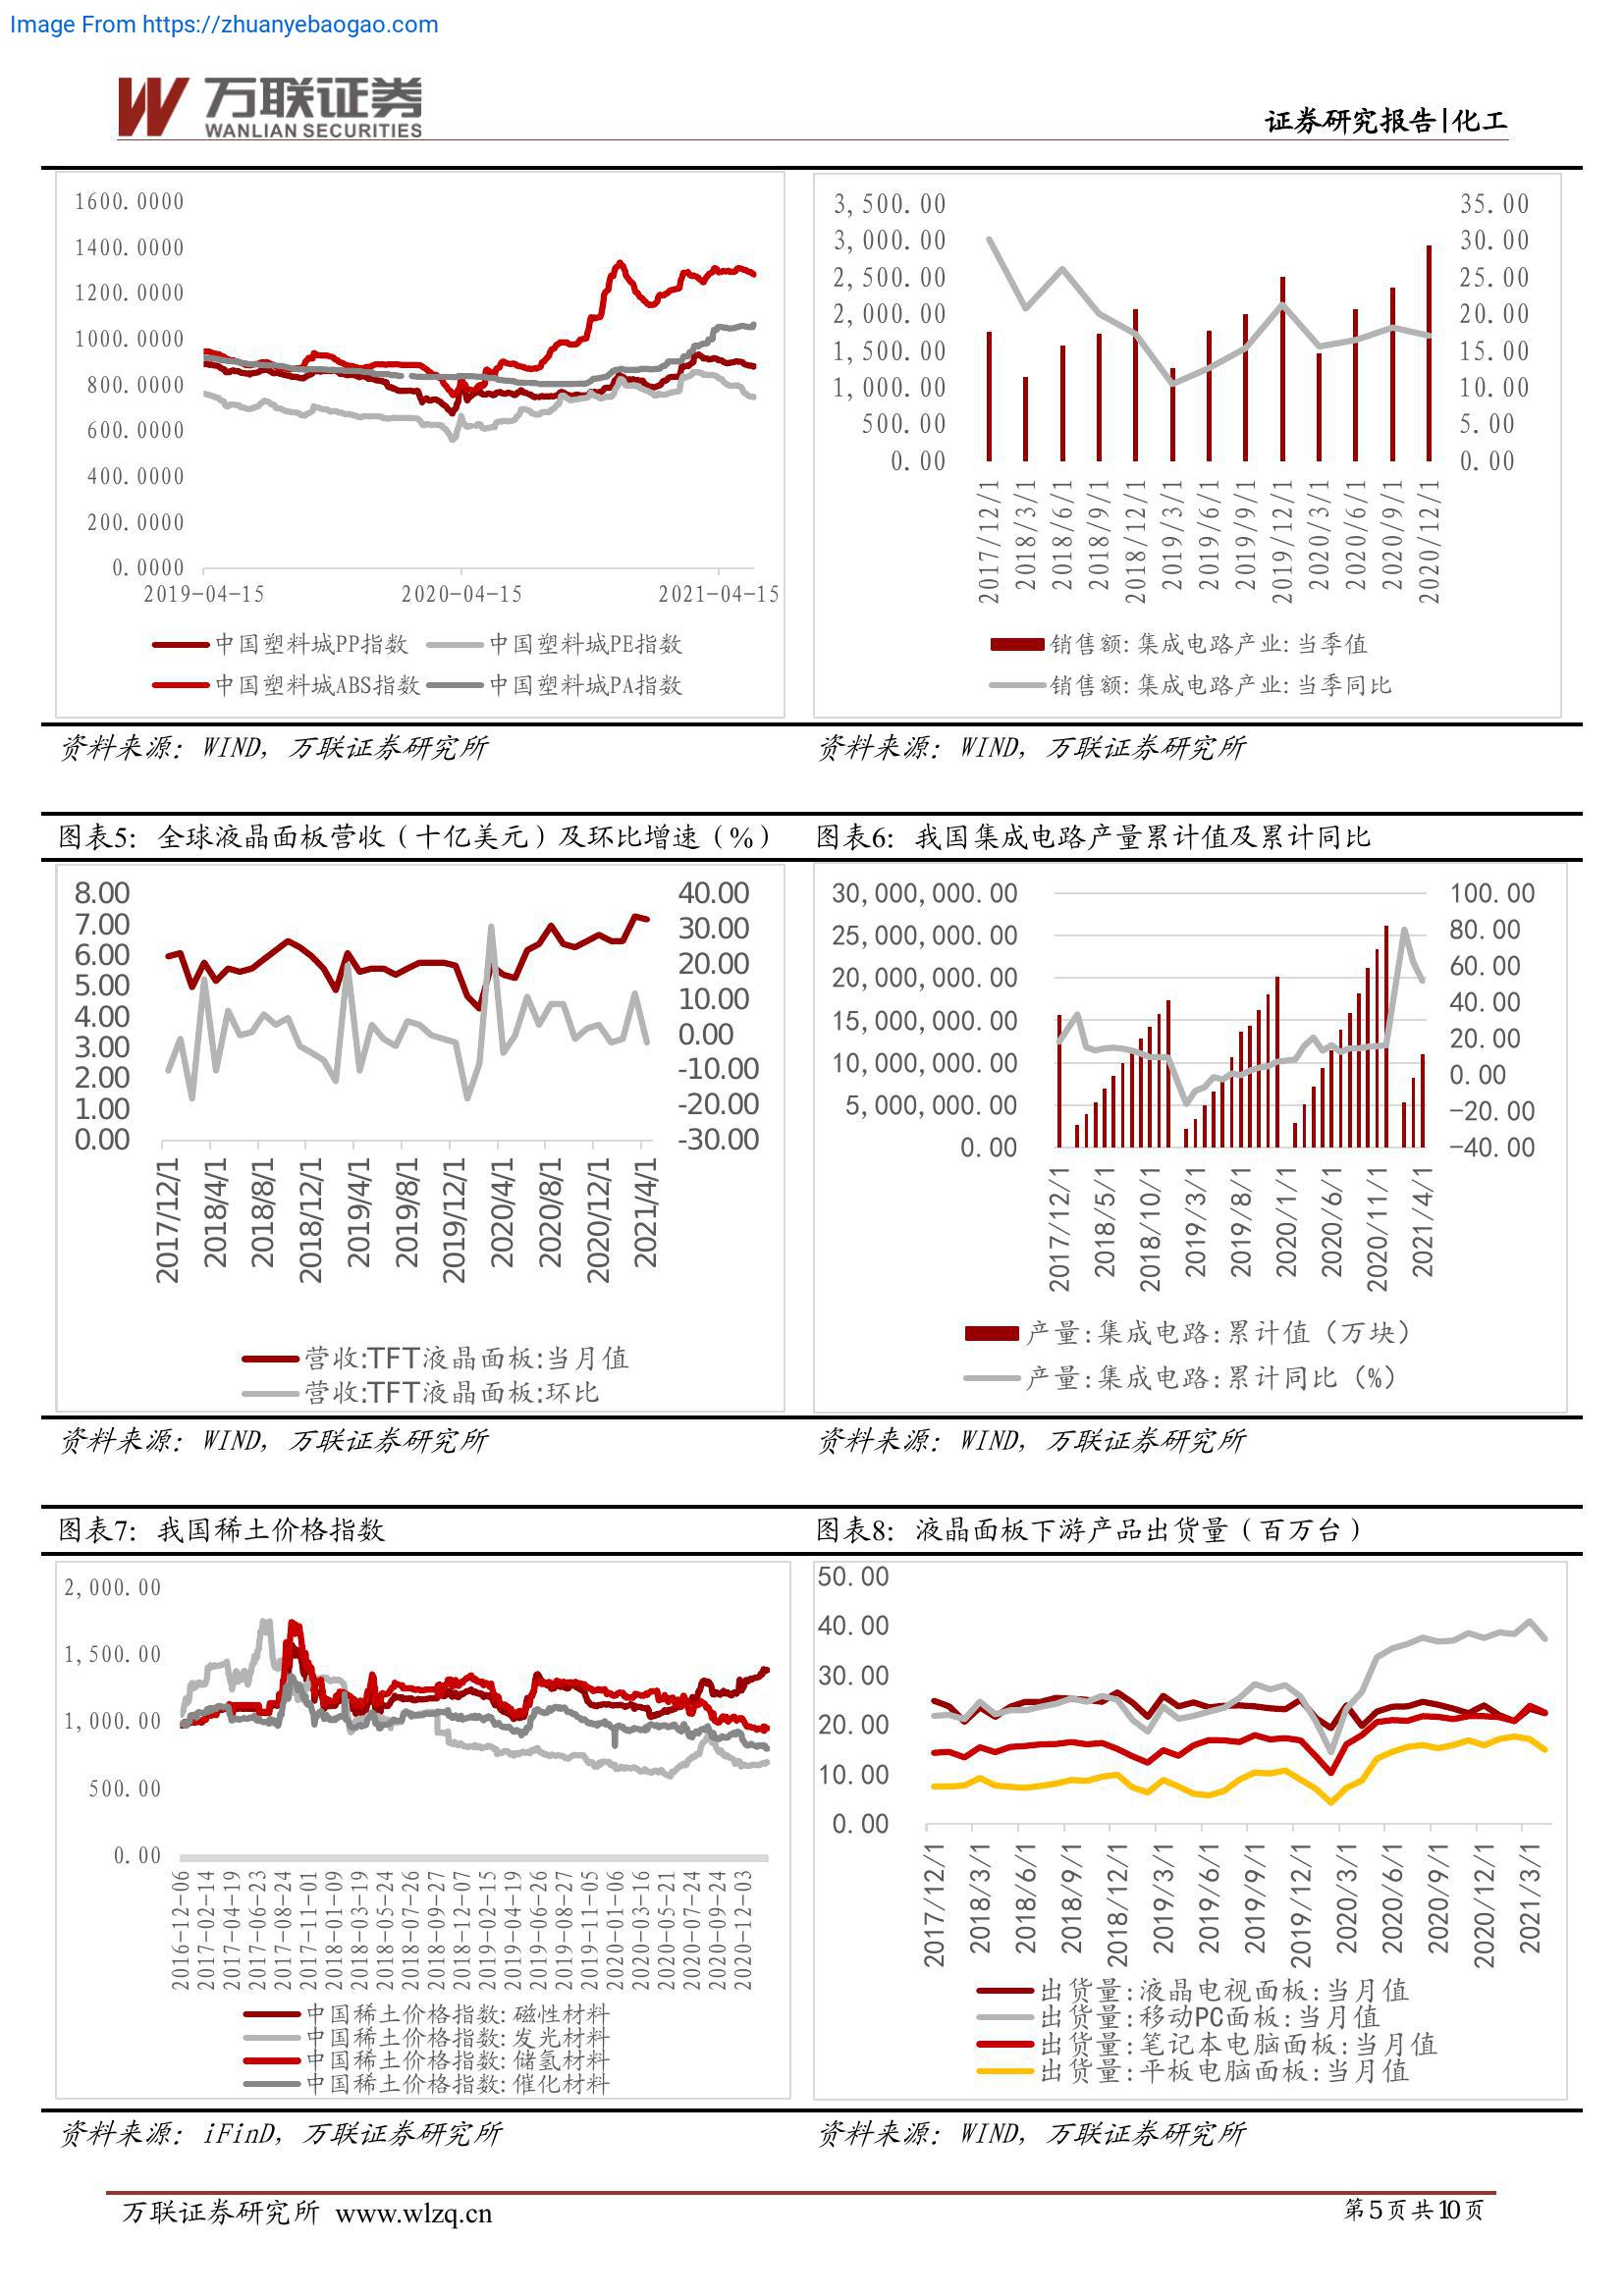 Image From https://zhuanyebaogao.com
万联证券
WANLIAN SECURITIES
证券研究报告|化工
1600.0000
1400.0000
1200.0000
1000.0000
800.0000
600.0000
400.0000
200.0000
0.0000
2019-04-15 2020-04-15 2021-04-15
中国塑料城PP指数 中国塑料城PE指数
中国塑料城ABS指数 中国塑料城PA指数
3,500.00 35.00
3,000.00 30.00
2,500.00 25.00
2,000.00 20.00
1,500.00 15.00
1,000.00 10.00
500.00 5.00
0.00 0.00
2017/12/1 2018/3/1 2018/6/1 2018/9/1 2018/12/1 2019/3/1 2019/6/1 2019/9/1 2019/12/1 2020/3/1 2020/6/1 2020/9/1 2020/12/1
销售额:集成电路产业:当季值
销售额:集成电路产业:当季同比
资料来源：WIND，万联证券研究所
资料来源：WIND，万联证券研究所
图表5：全球液晶面板营收（十亿美元）及环比增速（%）
图表6：我国集成电路产量累计值及累计同比
8.00 40.00
7.00 30.00
6.00 20.00
5.00 10.00
4.00 0.00
3.00 -10.00
2.00 -20.00
1.00 -30.00
0.00
2017/12/1 2018/4/1 2018/8/1 2018/12/1 2019/4/1 2019/8/1 2019/12/1 2020/4/1 2020/8/1 2020/12/1 2021/4/1
营收:TFT液晶面板:当月值
营收:TFT液晶面板:环比
30,000,000.00 100.00
25,000,000.00 80.00
20,000,000.00 60.00
15,000,000.00 40.00
10,000,000.00 20.00
5,000,000.00 0.00
0.00 -20.00
-40.00
2017/12/1 2018/5/1 2018/10/1 2019/3/1 2019/8/1 2020/1/1 2020/6/1 2020/11/1 2021/4/1
产量:集成电路:累计值（万块）
产量:集成电路:累计同比（%）
资料来源：WIND，万联证券研究所
资料来源：WIND，万联证券研究所
图表7：我国稀土价格指数
图表8：液晶面板下游产品出货量（百万台）
2,000.00
1,500.00
1,000.00
500.00
0.00
2016-12-06 2017-02-14 2017-04-19 2017-06-23 2017-08-24 2017-11-01 2018-01-09 2018-03-19 2018-05-24 2018-07-26 2018-09-27 2018-12-07 2019-02-15 2019-04-19 2019-06-26 2019-08-27 2019-11-05 2020-01-06 2020-03-16 2020-05-21 2020-07-24 2020-09-24 2020-12-03
中国稀土价格指数:磁性材料
中国稀土价格指数:发光材料
中国稀土价格指数:储氢材料
中国稀土价格指数:催化材料
50.00
40.00
30.00
20.00
10.00
0.00
2017/12/1 2018/3/1 2018/6/1 2018/9/1 2018/12/1 2019/3/1 2019/6/1 2019/9/1 2019/12/1 2020/3/1 2020/6/1 2020/9/1 2020/12/1 2021/3/1
出货量:液晶电视面板:当月值
出货量:移动PC面板:当月值
出货量:笔记本电脑面板:当月值
出货量:平板电脑面板:当月值
资料来源：iFinD，万联证券研究所
资料来源：WIND，万联证券研究所
万联证券研究所 www.wlzq.cn
第5页共10页